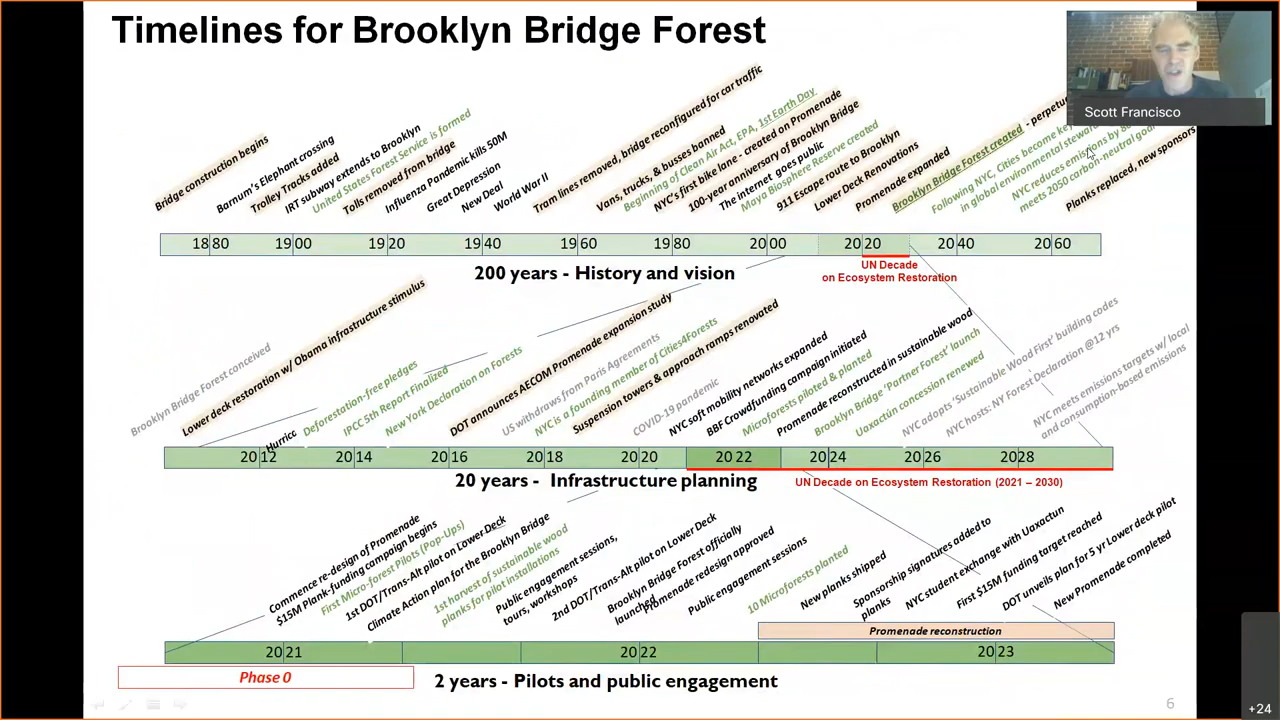 Timelines for Brooklyn Bridge Forest
Scott Francisco
Bridge construction begins
Barnum's Elephant crossing
Trolley Tracks added
IRT subway extends to Brooklyn
United States Forest Service is formed
Tolls removed from bridge
Influenza Pandemic kills 50M
Great Depression
New Deal
World War II
Tram lines removed, bridge reconfigured for car traffic
Vans, trucks, & busses banned
Beginning of Clean Air Act, EPA, 1st Earth Day
NYC's first bike lane - created on Promenade
100-year anniversary of Brooklyn Bridge
The internet goes public
Maya Biosphere Reserve created
911 Escape route to Brooklyn
Lower Deck Renovations
Promenade expanded
Brooklyn Bridge Forest created -
Following NYC, Cities become key
in global environmental
NYC reduces emissions by
meets 2050 carbon-neutral
Planks replaced, new sponsors
1880 1900 1920 1940 1960 1980 2000 2020 2040 2060
200 years - History and vision
UN Decade
on Ecosystem Restoration
Brooklyn Bridge Forest conceived
Lower deck restoration w/ Obama infrastructure stimulus
Hurricc
Deforestation-free pledges
IPCC 5th Report Finalized
New York Declaration on Forests
DOT announces AECOM Promenade expansion study
US withdraws from Paris Agreements
NYC is a founding member of Cities4Forests
Suspension towers & approach ramps renovated
COVID-19 pandemic
NYC soft mobility networks expanded
BBF Crowdfunding campaign initiated
Microforests piloted & planted
Promenade reconstructed in sustainable wood
Brooklyn Bridge 'Partner Forest' launch
Uaxactún concession renewed
NYC adopts 'Sustainable Wood First' building codes
NYC hosts: NY Forest Declaration @12 yrs
NYC meets emissions targets w/ local
and consumption-based emissions
2012 2014 2016 2018 2020 2022 2024 2026 2028
20 years - Infrastructure planning
UN Decade on Ecosystem Restoration (2021 – 2030)
Commence re-design of Promenade
$15M Plank-funding campaign begins
First Micro-forest Pilots (Pop-Ups)
1st DOT/Trans-Alt pilot on Lower Deck
Climate Action plan for the Brooklyn Bridge
1st harvest of sustainable wood
planks for pilot installations
Public engagement sessions,
tours, workshops
2nd DOT/Trans-Alt pilot on Lower Deck
Brooklyn Bridge Forest officially
launched
Promenade redesign approved
Public engagement sessions
10 Microforests planted
New planks shipped
Sponsorship signatures added to
planks
NYC student exchange with Uaxactun
First $15M funding target reached
DOT unveils plan for 5 yr Lower deck pilot
New Promenade completed
Promenade reconstruction
2021 2022 2023
Phase 0
2 years - Pilots and public engagement
6
+24